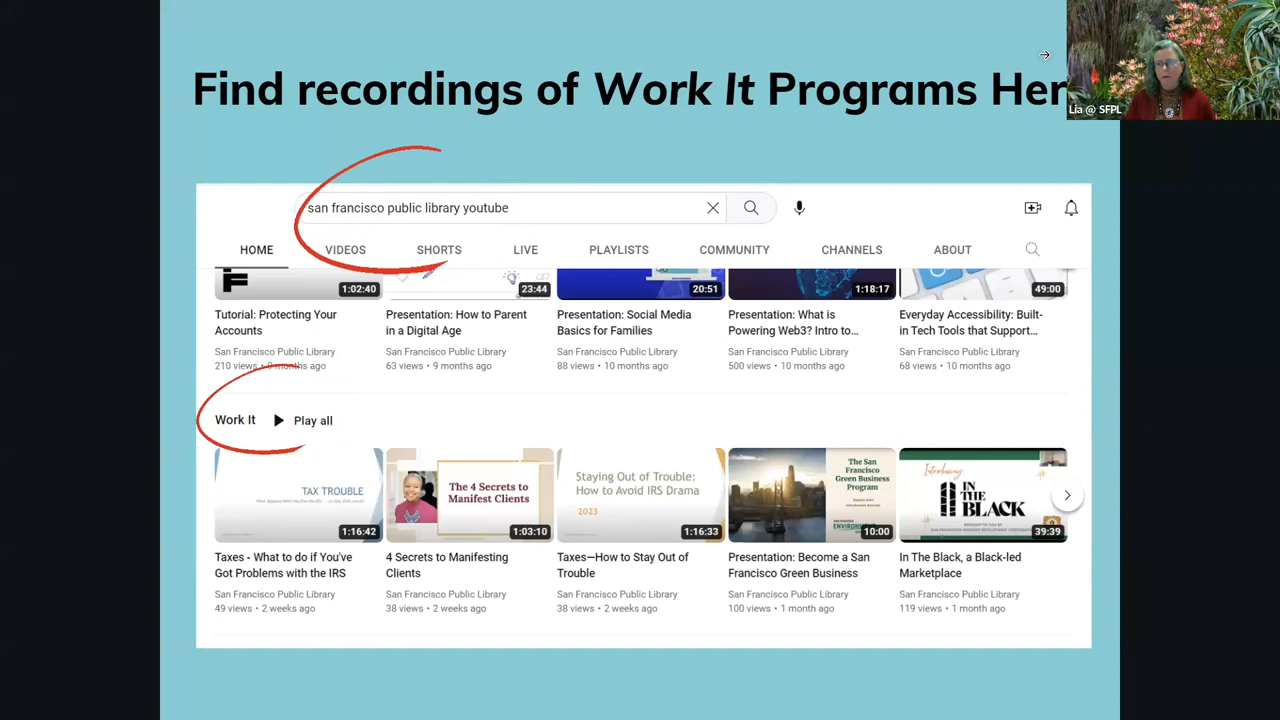 Find recordings of Work It Programs Her
Lia @ SFPL
san francisco public library youtube
HOME VIDEOS SHORTS LIVE PLAYLISTS COMMUNITY CHANNELS ABOUT
1:02:40 23:44 20:51 1:18:17 49:00
Tutorial: Protecting Your
Accounts
San Francisco Public Library
210 views • 9 months ago
Presentation: How to Parent
in a Digital Age
San Francisco Public Library
63 views • 9 months ago
Presentation: Social Media
Basics for Families
San Francisco Public Library
88 views • 10 months ago
Presentation: What is
Powering Web3? Intro to...
San Francisco Public Library
500 views • 10 months ago
Everyday Accessibility: Built-
in Tech Tools that Support...
San Francisco Public Library
68 views • 10 months ago
Work It Play all
TAX TROUBLE
1:16:42
Taxes - What to do if You've
Got Problems with the IRS
San Francisco Public Library
49 views • 2 weeks ago
The 4 Secrets to
Manifest Clients
1:03:10
4 Secrets to Manifesting
Clients
San Francisco Public Library
38 views • 2 weeks ago
Staying Out of Trouble:
How to Avoid IRS Drama
2023
1:16:33
Taxes—How to Stay Out of
Trouble
San Francisco Public Library
38 views • 2 weeks ago
The San
Francisco
Green Business
Program
10:00
Presentation: Become a San
Francisco Green Business
San Francisco Public Library
100 views • 1 month ago
Introducing
IN
THE
BLACK
39:39
In The Black, a Black-led
Marketplace
San Francisco Public Library
119 views • 1 month ago